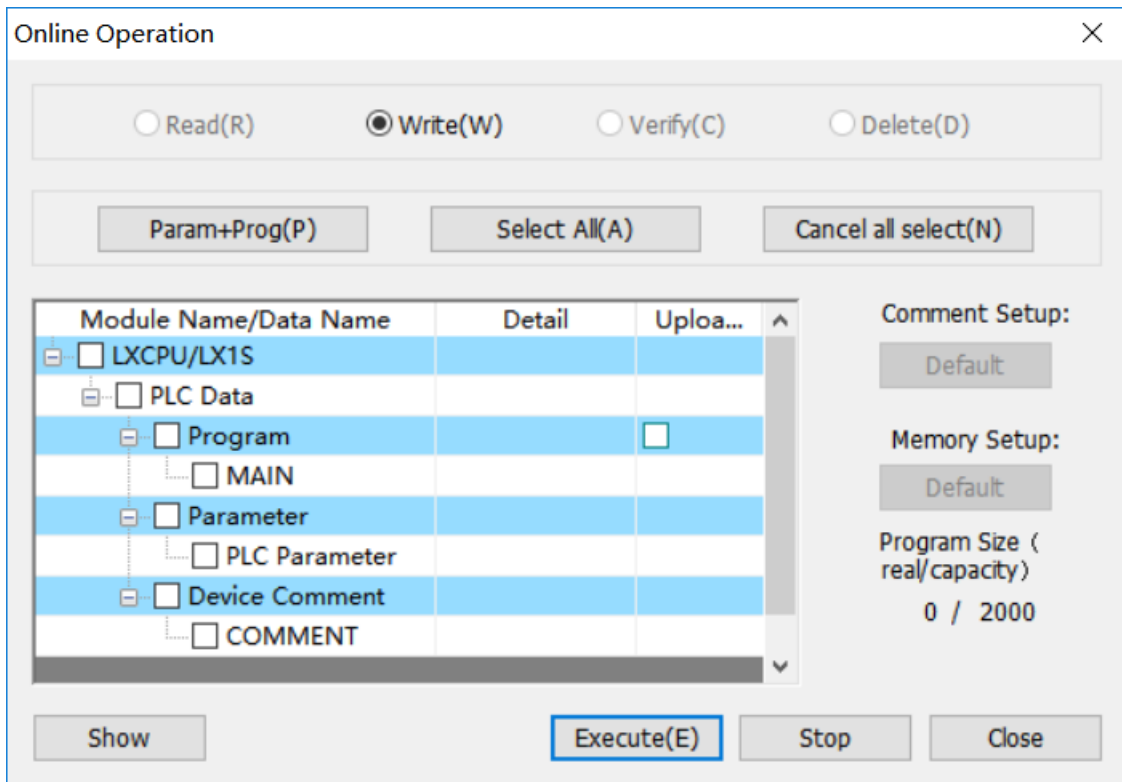 Online Operation
Read(R) Write(W) Verify(C) Delete(D)
Param+Prog(P) Select All(A) Cancel all select(N)
Module Name/Data Name Detail Uploa...
LXCPU/LX1S
PLC Data
Program
MAIN
Parameter
PLC Parameter
Device Comment
COMMENT
Comment Setup:
Default
Memory Setup:
Default
Program Size (
real/capacity)
0 / 2000
Show Execute(E) Stop Close